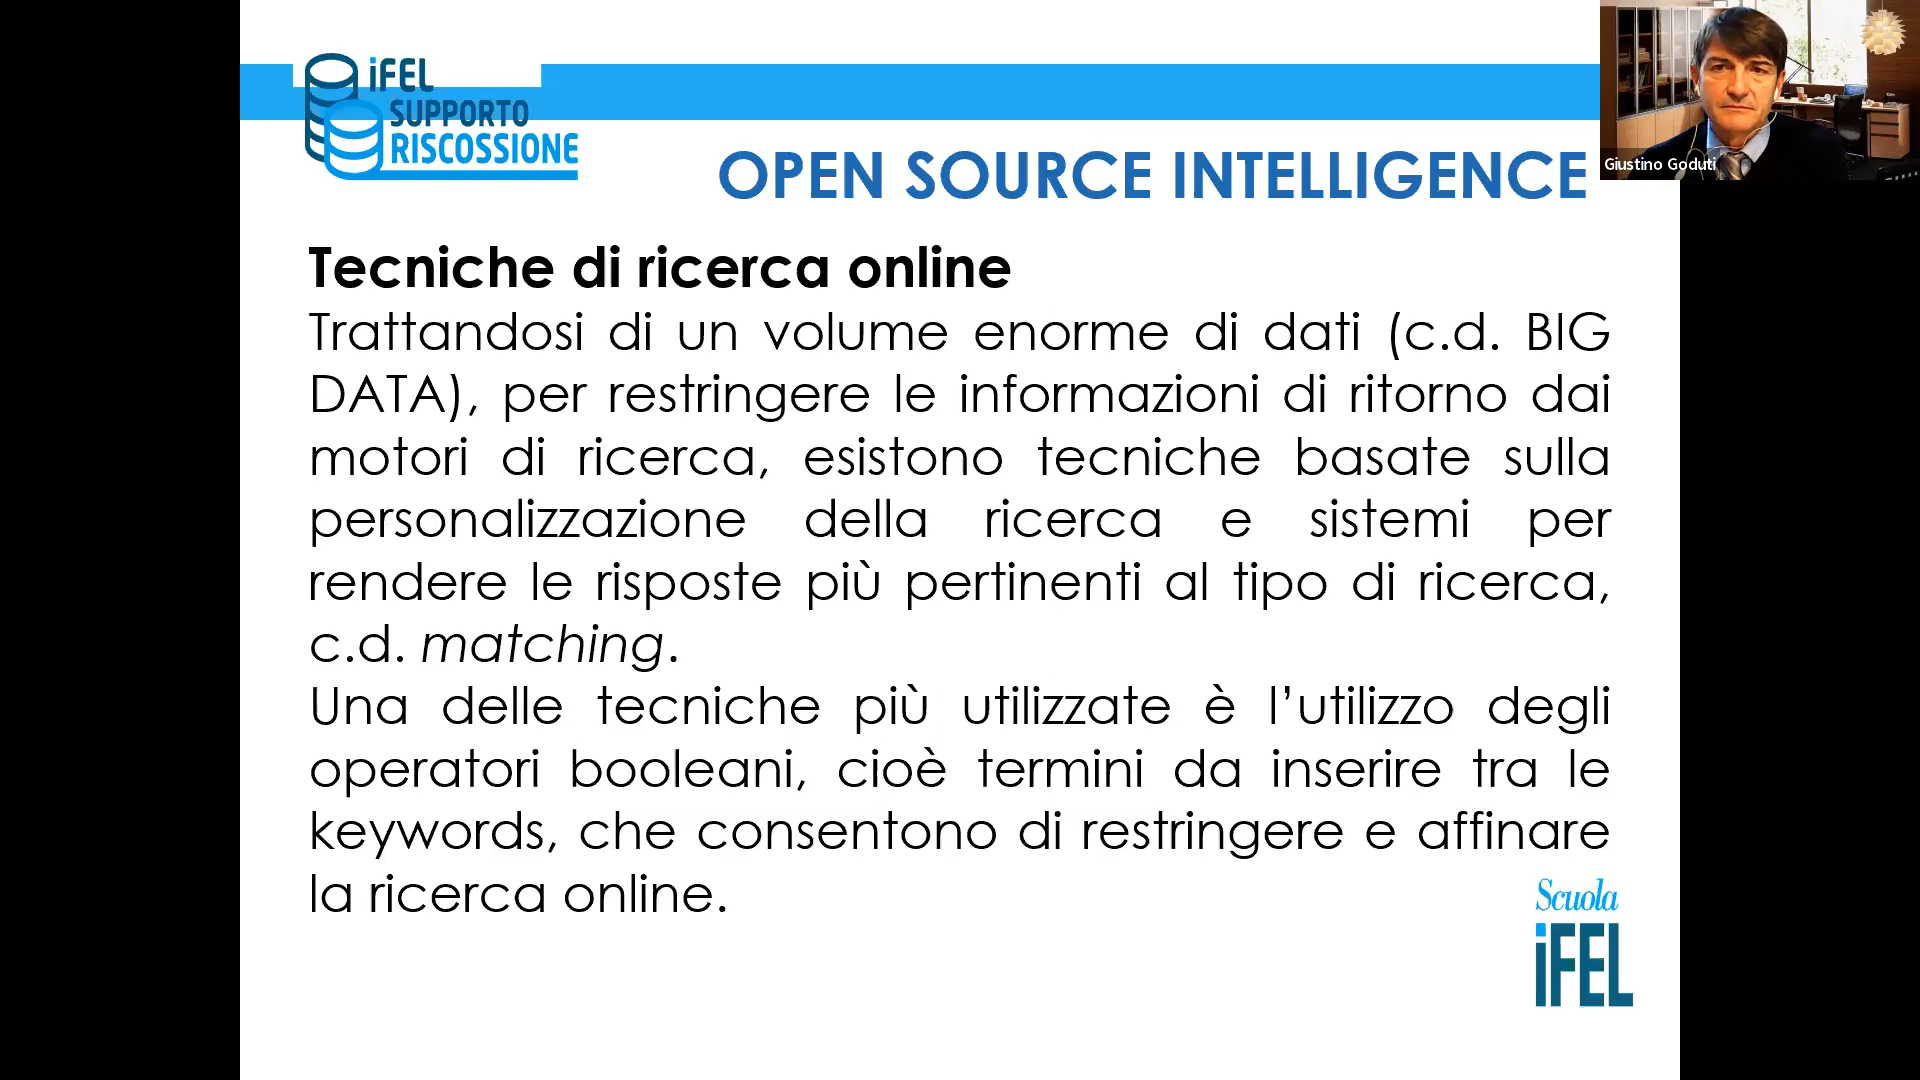 iFEL
SUPPORTO
RISCOSSIONE
Giustino Goduti
OPEN SOURCE INTELLIGENCE
Tecniche di ricerca online
Trattandosi di un volume enorme di dati (c.d. BIG
DATA), per restringere le informazioni di ritorno dai
motori di ricerca, esistono tecniche basate sulla
personalizzazione della ricerca e sistemi per
rendere le risposte più pertinenti al tipo di ricerca,
c.d. matching.
Una delle tecniche più utilizzate è l’utilizzo degli
operatori booleani, cioè termini da inserire tra le
keywords, che consentono di restringere e affinare
la ricerca online.
Scuola
iFEL